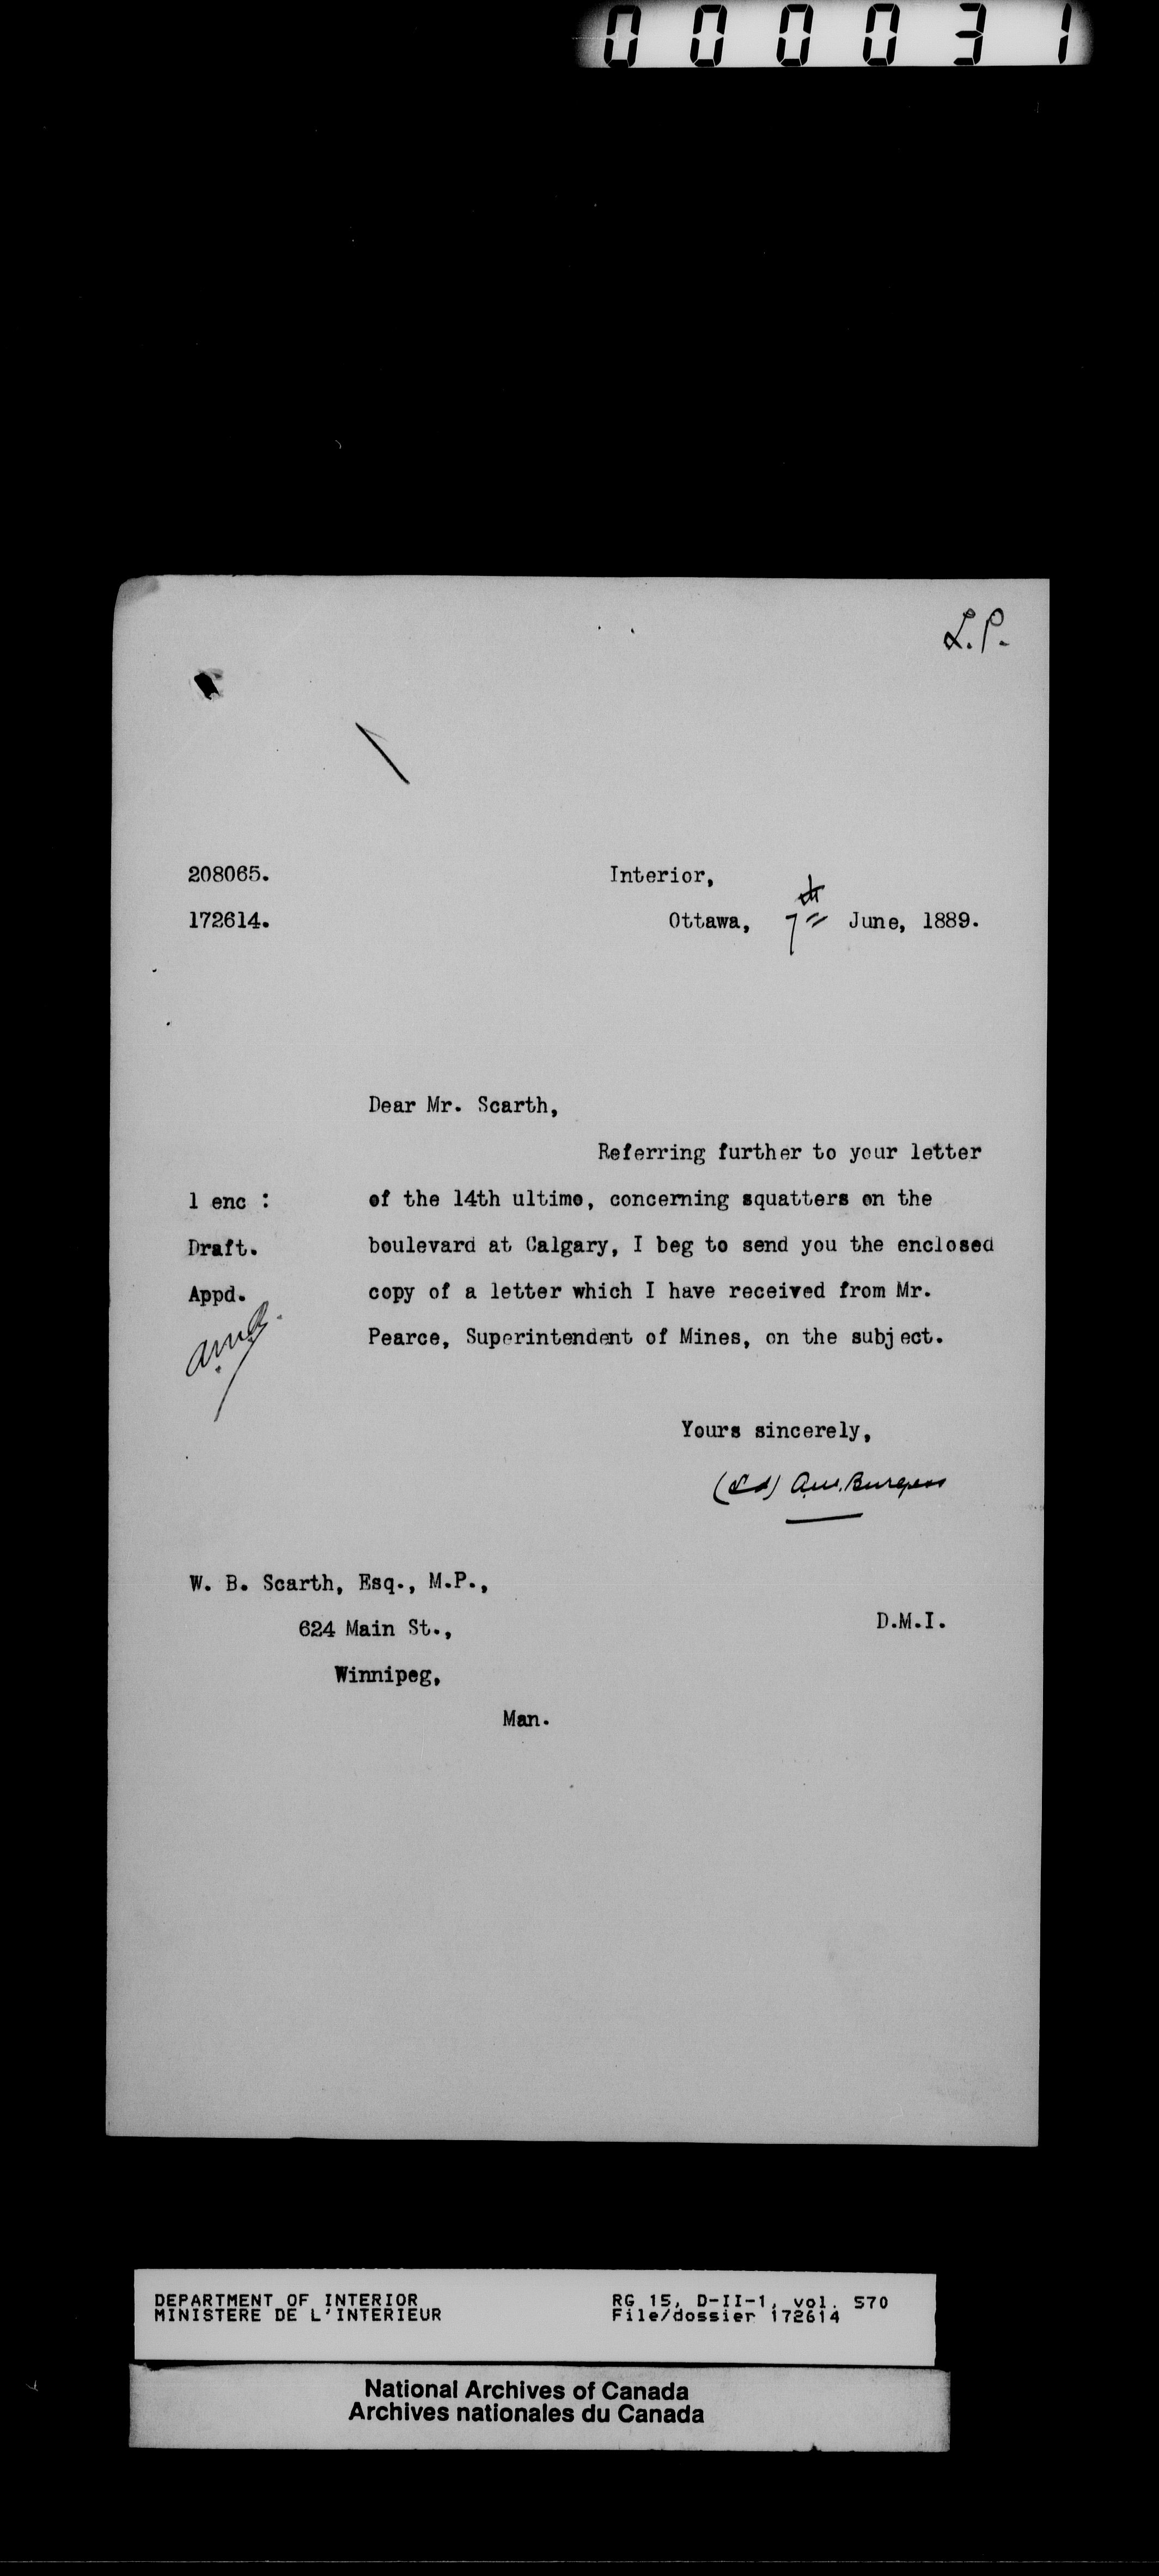 000031
L.P.
208065. Interior,
172614. Ottawa, 7th June, 1889.
Dear Mr. Scarth,
Referring further to your letter
1 enc : of the 14th ultimo, concerning squatters on the
Draft. boulevard at Calgary, I beg to send you the enclosed
Appd. copy of a letter which I have received from Mr.
Pearce, Superintendent of Mines, on the subject.
Yours sincerely,
(Sd) A.M. Burgess
W. B. Scarth, Esq., M.P.,
624 Main St., D.M.I.
Winnipeg,
Man.
DEPARTMENT OF INTERIOR RG 15, D-II-1, vol. 570
MINISTERE DE L'INTERIEUR File/dossier 172614
National Archives of Canada
Archives nationales du Canada